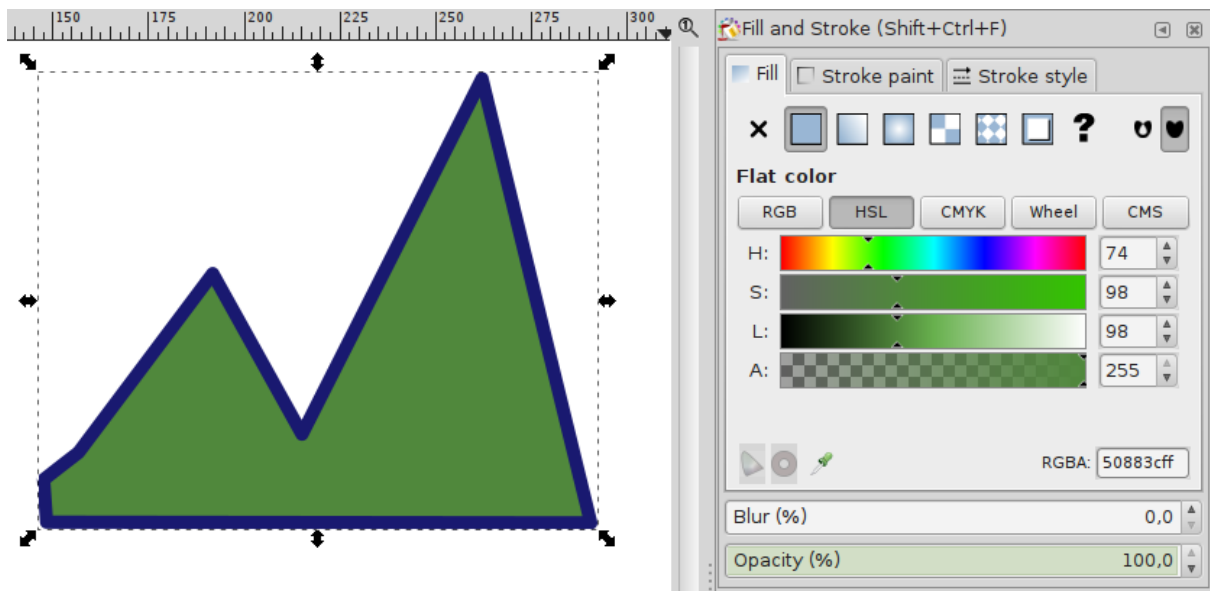 150 175 200 225 250 275 300
Fill and Stroke (Shift+Ctrl+F)
Fill Stroke paint Stroke style
?
Flat color
RGB HSL CMYK Wheel CMS
H: 74
S: 98
L: 98
A: 255
RGBA: 50883cff
Blur (%) 0,0
Opacity (%) 100,0